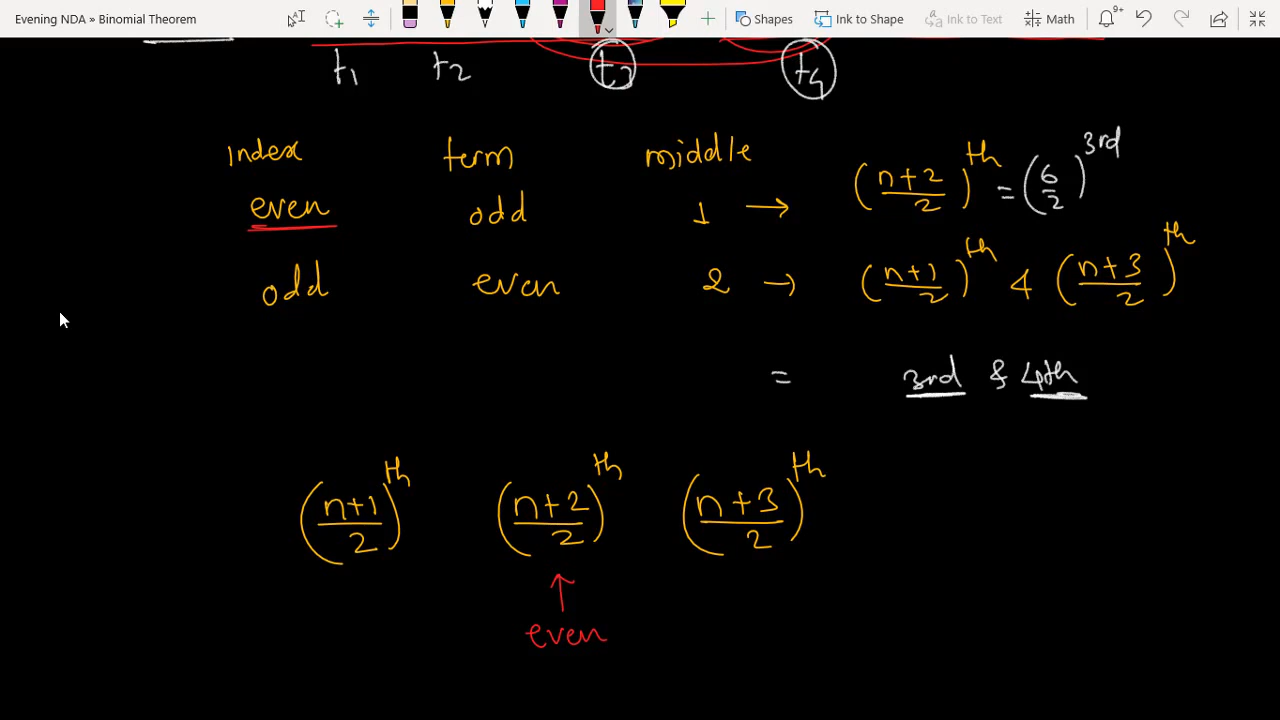 Evening NDA » Binomial Theorem Shapes Ink to Shape Ink to Text Math 9+
t1 t2 t3 t4
index term middle
even odd 1 → (n+2/2)^th = (6/2)^3rd
odd even 2 → (n+1/2)^th & (n+3/2)^th
= 3rd & 4th
(n+1/2)^th (n+2/2)^th (n+3/2)^th
↑
even